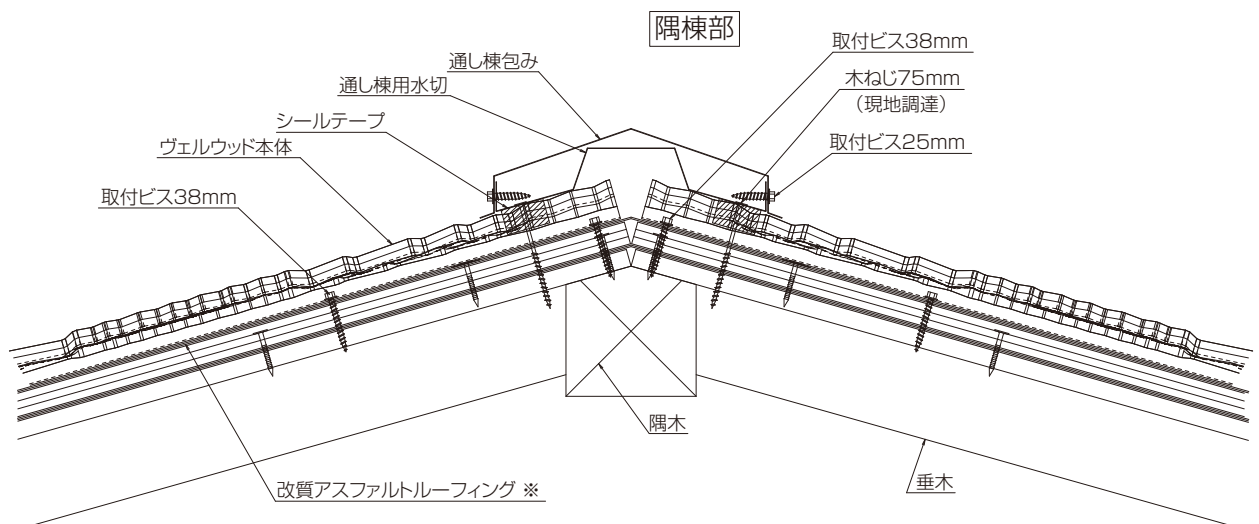 隅棟部
取付ビス38mm
通し棟包み
木ねじ75mm
（現地調達）
通し棟用水切
シールテープ
取付ビス25mm
ヴェルウッド本体
取付ビス38mm
隅木
垂木
改質アスファルトルーフィング ※